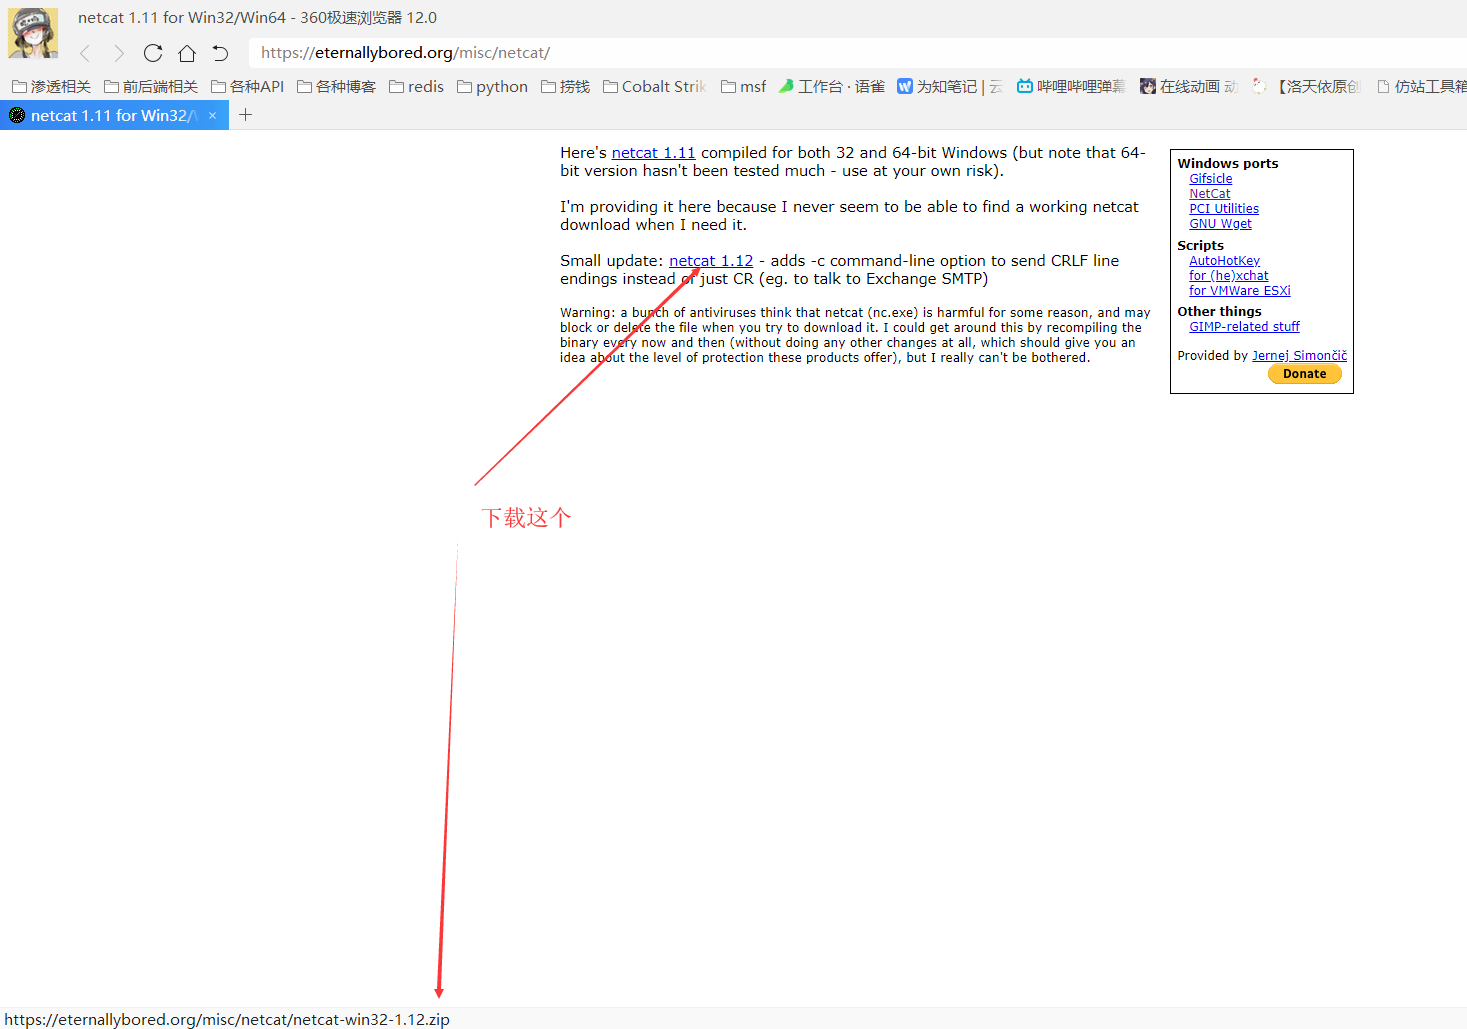 netcat 1.11 for Win32/Win64 - 360极速浏览器 12.0
https://eternallybored.org/misc/netcat/
渗透相关 前后端相关 各种API 各种博客 redis python 捞钱 Cobalt Strik msf 工作台 · 语雀 为知笔记 | 云 哔哩哔哩弹幕 在线动画 动 【洛天依原创 仿站工具箱
netcat 1.11 for Win32/W
Here's netcat 1.11 compiled for both 32 and 64-bit Windows (but note that 64-
bit version hasn't been tested much - use at your own risk).
I'm providing it here because I never seem to be able to find a working netcat
download when I need it.
Small update: netcat 1.12 - adds -c command-line option to send CRLF line
endings instead of just CR (eg. to talk to Exchange SMTP)
Warning: a bunch of antiviruses think that netcat (nc.exe) is harmful for some reason, and may
block or delete the file when you try to download it. I could get around this by recompiling the
binary every now and then (without doing any other changes at all, which should give you an
idea about the level of protection these products offer), but I really can't be bothered.
Windows ports
Gifsicle
NetCat
PCI Utilities
GNU Wget
Scripts
AutoHotKey
for (he)xchat
for VMWare ESXi
Other things
GIMP-related stuff
Provided by Jernej Simončič
Donate
下载这个
https://eternallybored.org/misc/netcat/netcat-win32-1.12.zip